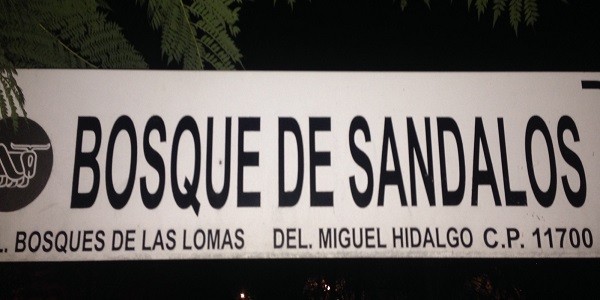 BOSQUE DE SANDALOS
BOSQUES DE LAS LOMAS DEL. MIGUEL HIDALGO C.P. 11700